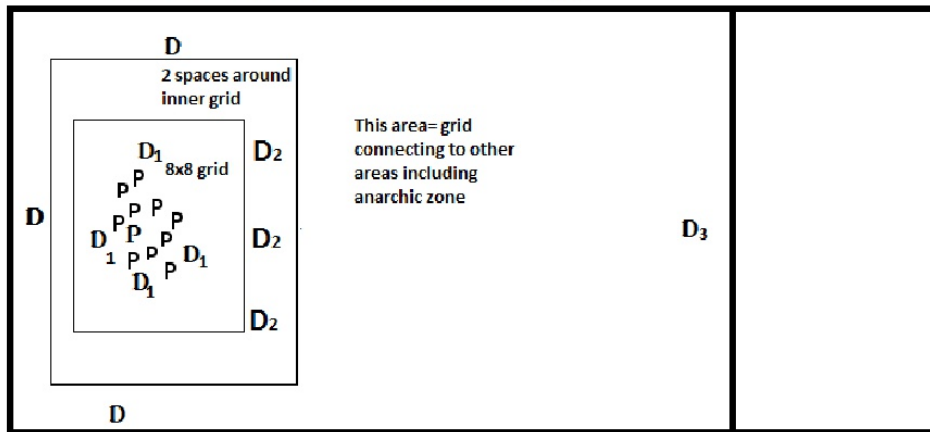 D
2 spaces around
inner grid
This area= grid
connecting to other
areas including
anarchic zone
D1
8x8 grid
D2
P
P
P P
D
P
P
D1
P
P
D2
D3
P
P
D1
P
D1
D2
D